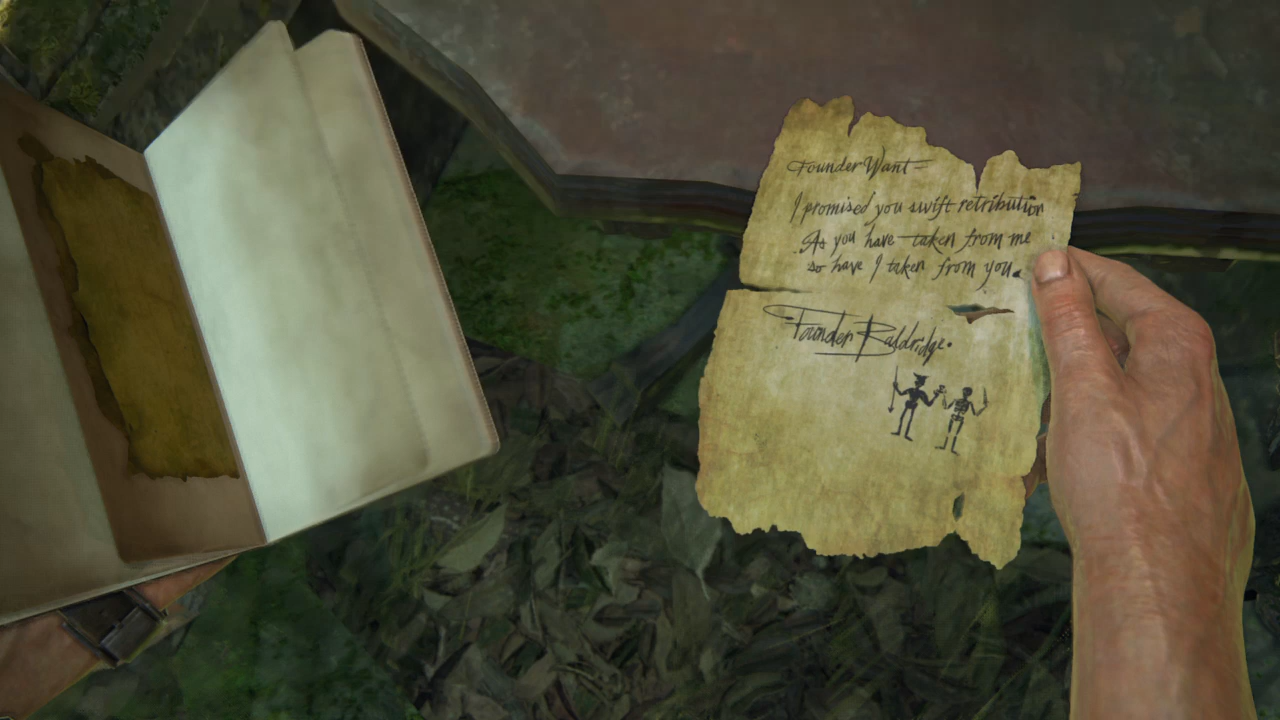 Founder Want –
I promised you swift retribution
As you have taken from me
so have I taken from you.
Founder Baldridge.